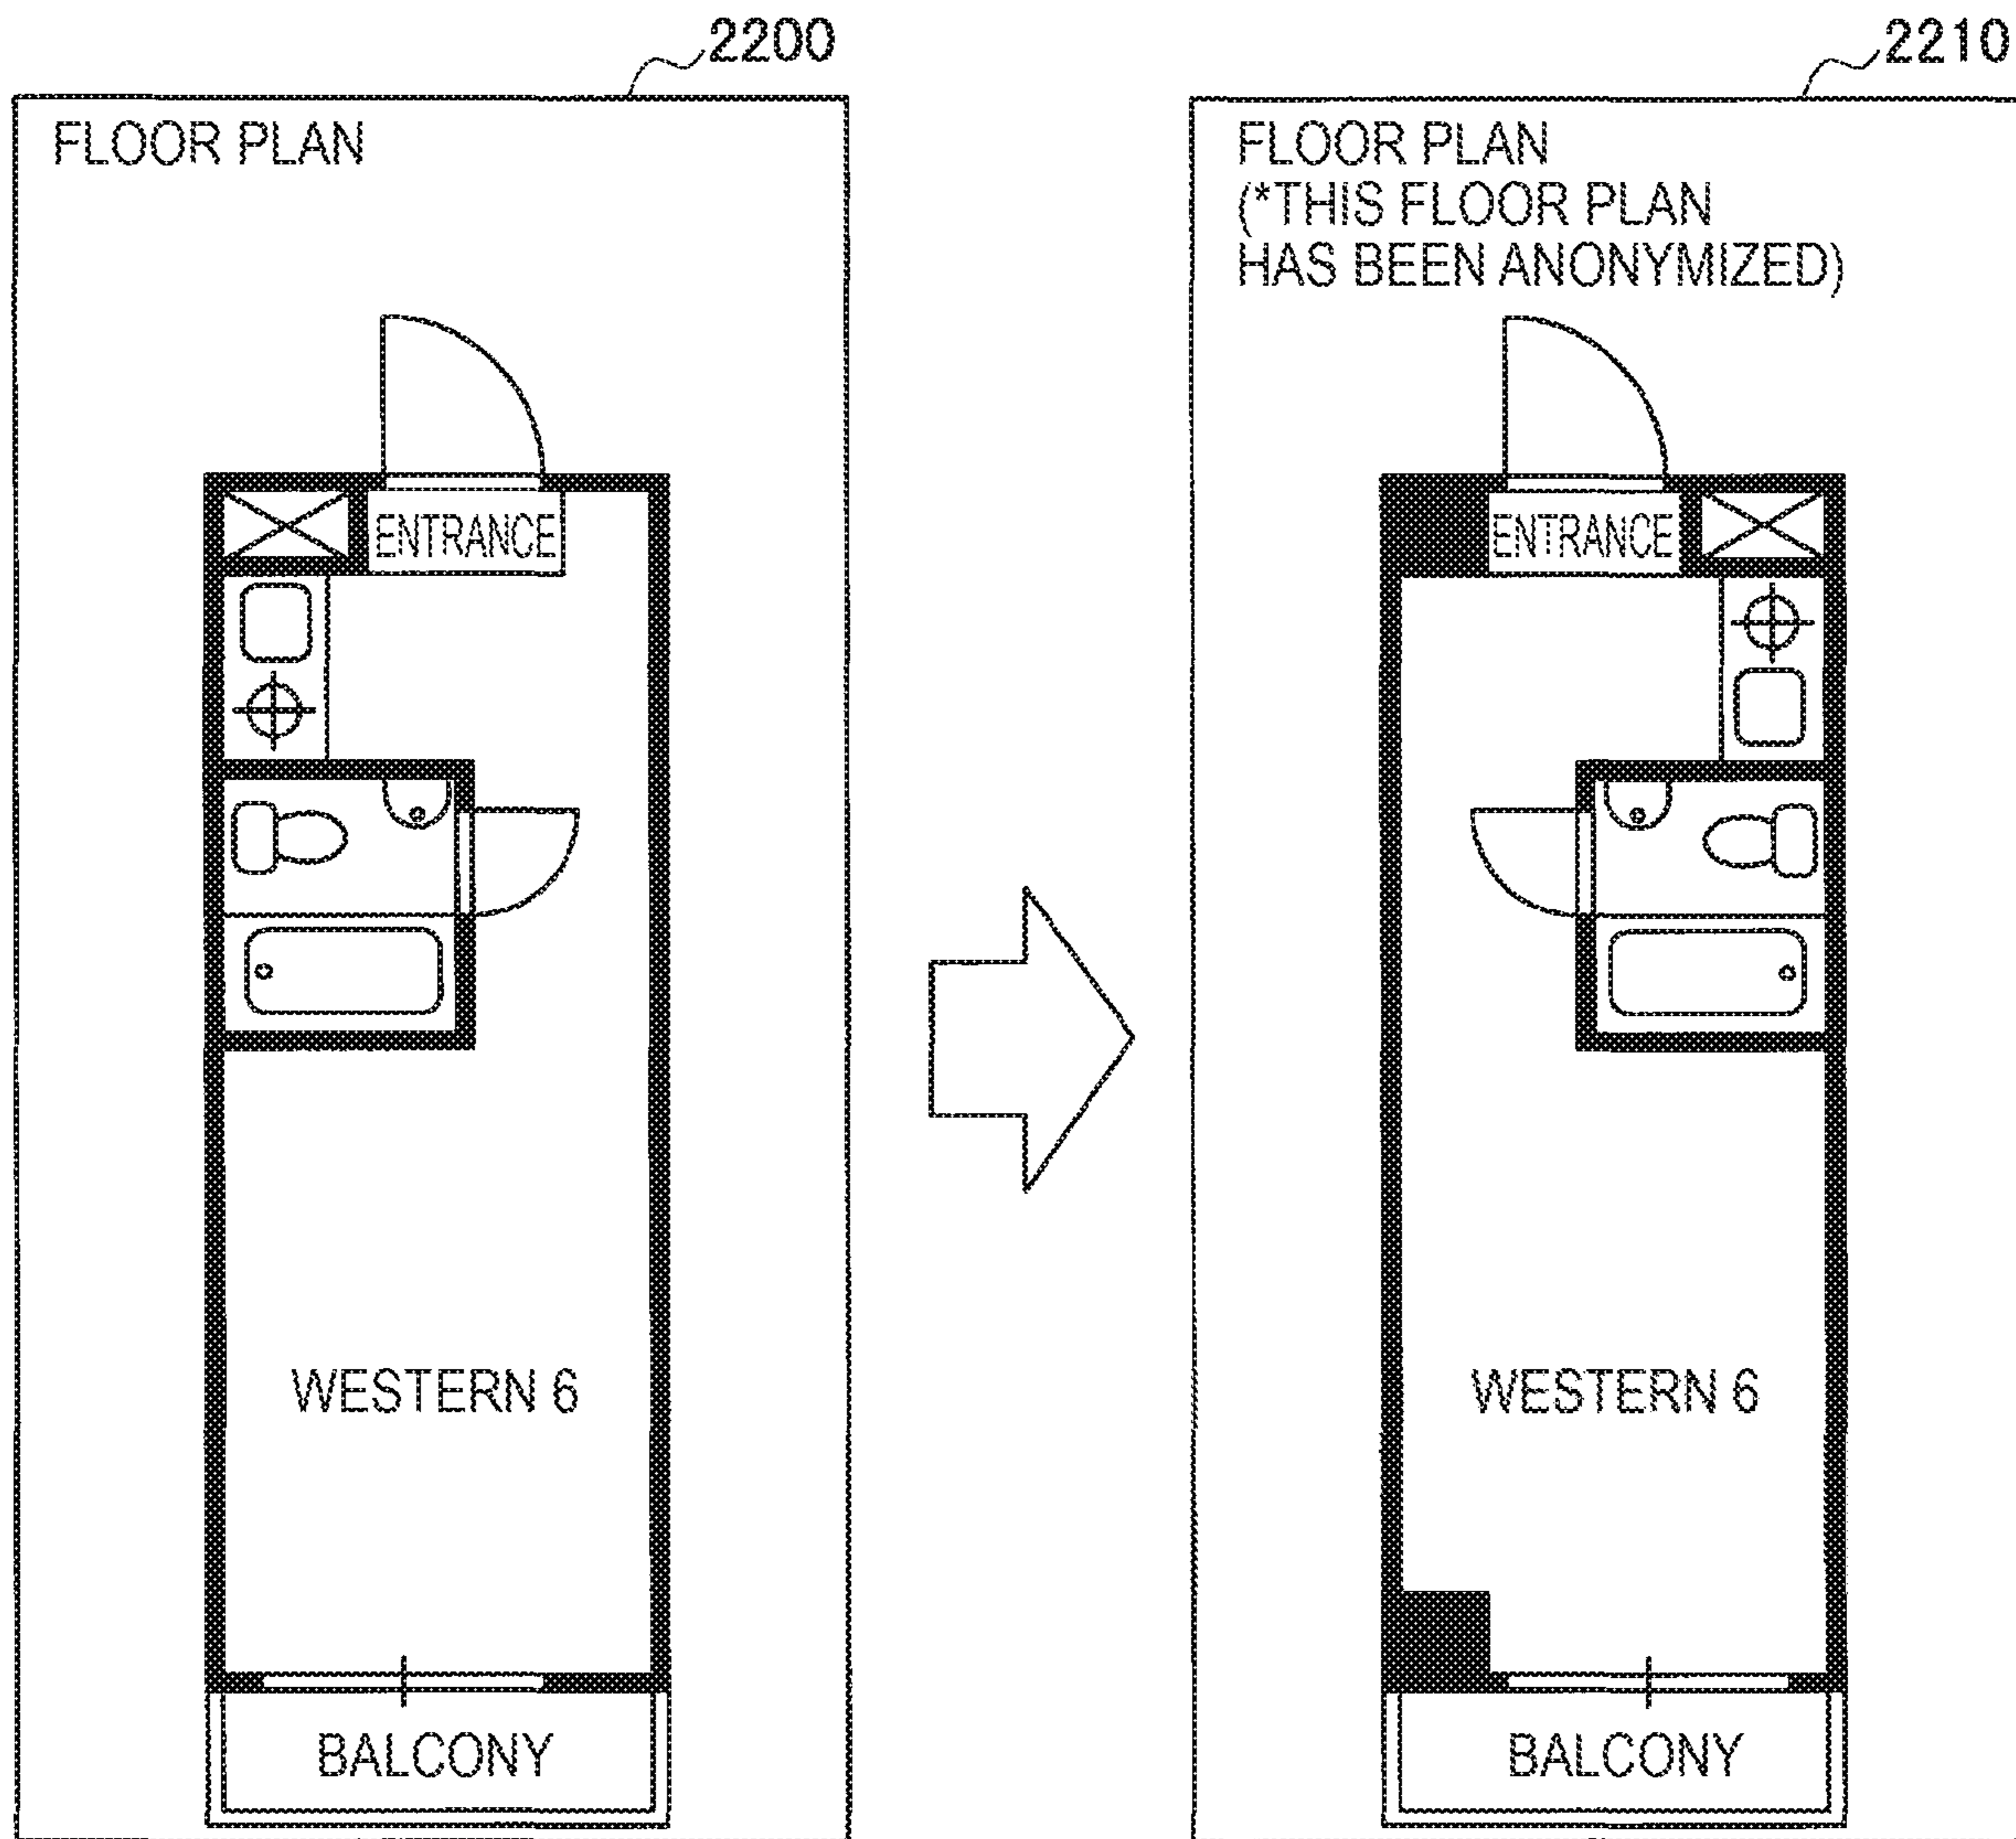 2200
FLOOR PLAN
ENTRANCE
WESTERN 6
BALCONY
2210
FLOOR PLAN
(*THIS FLOOR PLAN
HAS BEEN ANONYMIZED)
ENTRANCE
WESTERN 6
BALCONY